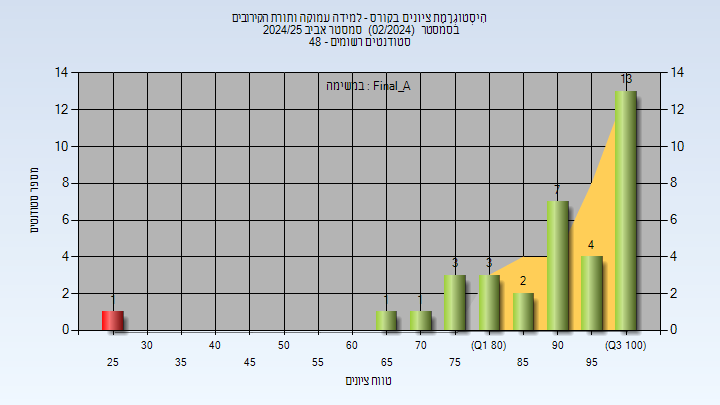 היסטוגרמת ציונים בקורס - למידה עמוקה ותורת הקירובים
בסמסטר (02/2024) סמסטר אביב 2024/25
סטודנטים רשומים - 48
במשימה : Final_A
מספר סטודנטים
14 14
12 12
10 10
8 8
6 6
4 4
2 2
0 0
1 1 1 3 3 2 7 4 13
30 40 50 60 70 (Q1 80) 90 (Q3 100)
25 35 45 55 65 75 85 95
טווח ציונים